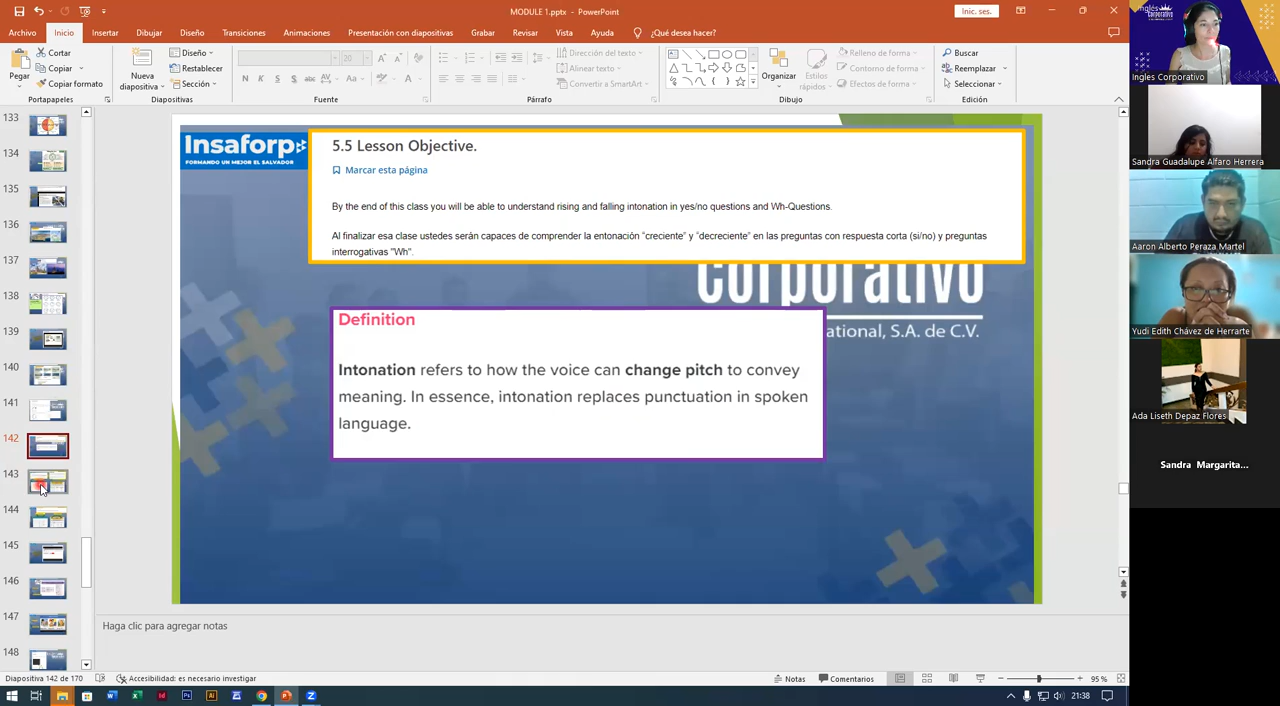 MODULE 1.pptx - PowerPoint
Inic. ses.
Archivo Inicio Insertar Dibujar Diseño Transiciones Animaciones Presentación con diapositivas Grabar Revisar Vista Ayuda ¿Qué desea hacer?
Pegar
Cortar
Copiar
Copiar formato
Portapapeles
Nueva
diapositiva
Diseño
Restablecer
Sección
Diapositivas
20
N K S S abc AV Aa A
Fuente
Dirección del texto
Alinear texto
Convertir a SmartArt
Párrafo
Organizar
Estilos
rápidos
Relleno de forma
Contorno de forma
Efectos de forma
Dibujo
Buscar
Reemplazar
Seleccionar
Edición
133
134
135
136
137
138
139
140
141
142
143
144
145
146
147
148
Insaforp
FORMANDO UN MEJOR EL SALVADOR
5.5 Lesson Objective.
Marcar esta página
By the end of this class you will be able to understand rising and falling intonation in yes/no questions and Wh-Questions.
Al finalizar esa clase ustedes serán capaces de comprender la entonación "creciente" y "decreciente" en las preguntas con respuesta corta (si/no) y preguntas
interrogativas "Wh".
Corporativo
ational, S.A. de C.V.
Definition
Intonation refers to how the voice can change pitch to convey
meaning. In essence, intonation replaces punctuation in spoken
language.
Haga clic para agregar notas
Diapositiva 142 de 170
Accesibilidad: es necesario investigar
Notas
Comentarios
95 %
21:38
Inglés
Corporativo
Inglés Corporativo
Sandra Guadalupe Alfaro Herrera
Aaron Alberto Peraza Martel
Yudi Edith Chávez de Herrarte
Ada Liseth Depaz Flores
Sandra Margarita...